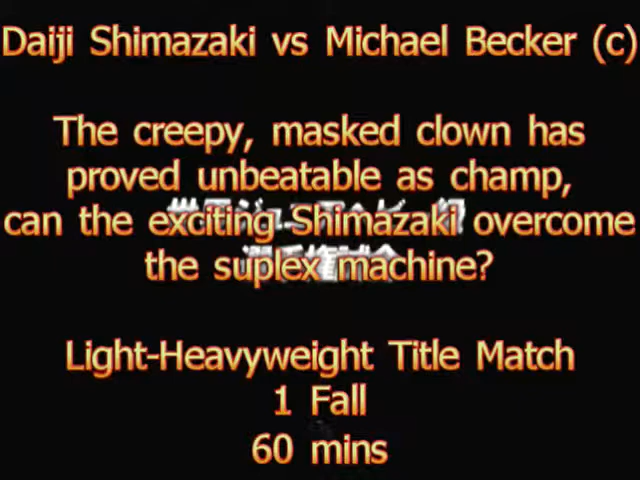 Daiji Shimazaki vs Michael Becker (c)
The creepy, masked clown has
proved unbeatable as champ,
can the exciting Shimazaki overcome
the suplex machine?
Light-Heavyweight Title Match
1 Fall
60 mins